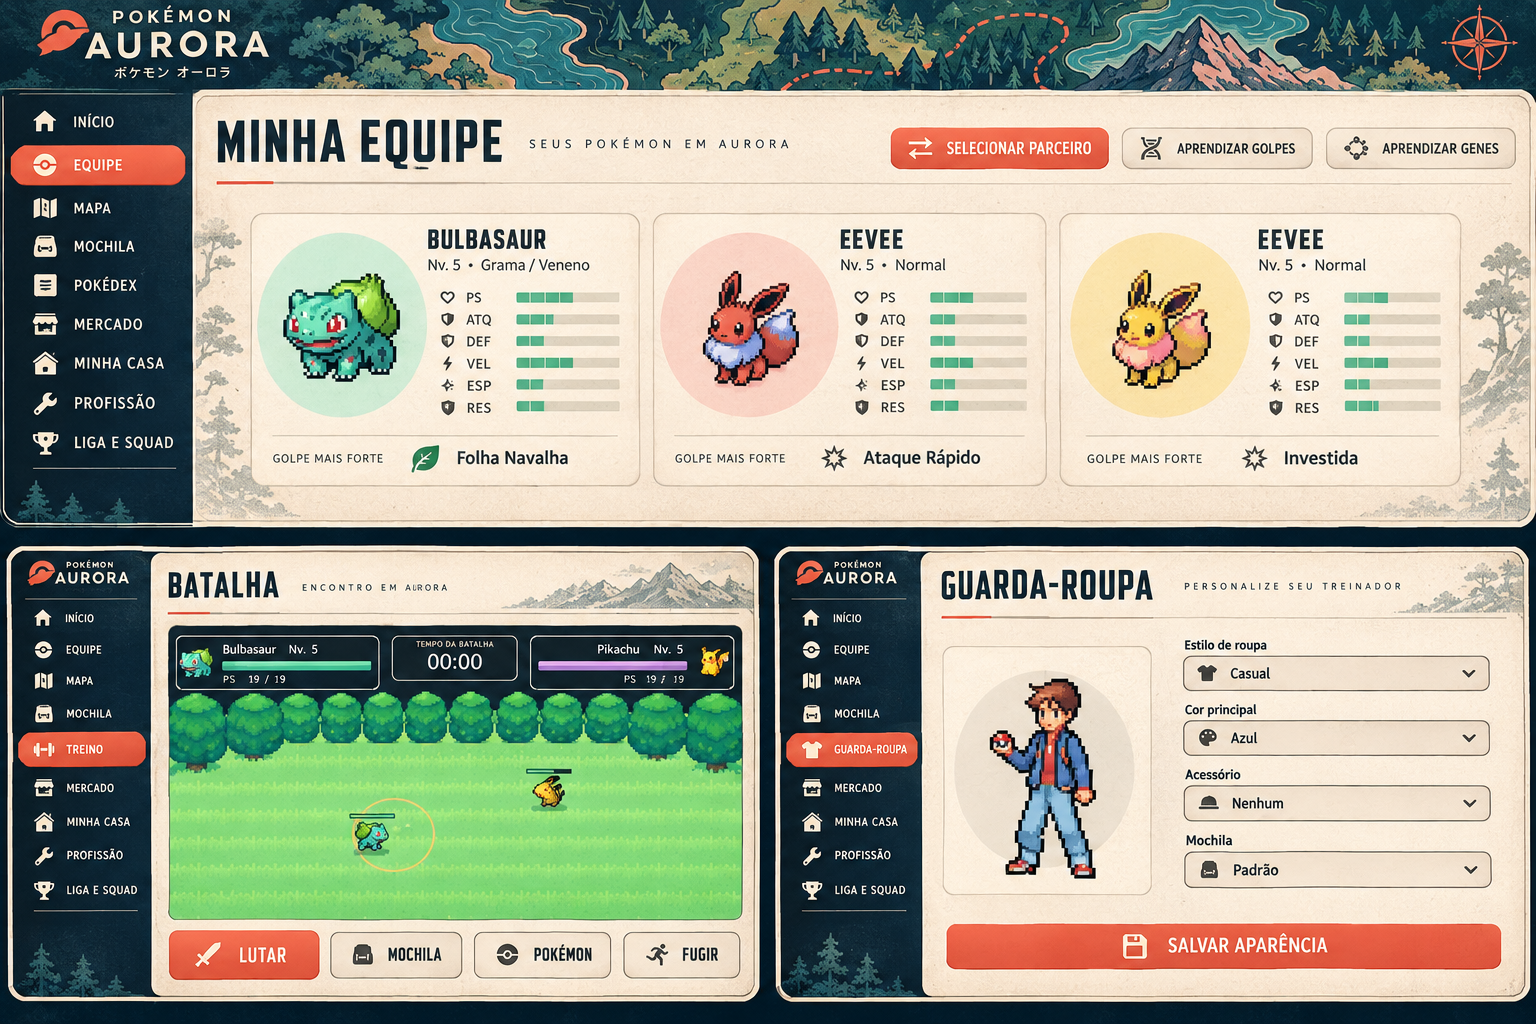 POKÉMON
AURORA
ポケモン オーロラ
INÍCIO
EQUIPE
MAPA
MOCHILA
POKÉDEX
MERCADO
MINHA CASA
PROFISSÃO
LIGA E SQUAD
MINHA EQUIPE
SEUS POKÉMON EM AURORA
SELECIONAR PARCEIRO
APRENDIZAR GOLPES
APRENDIZAR GENES
BULBASAUR
Nv. 5 • Grama / Veneno
PS
ATQ
DEF
VEL
ESP
RES
GOLPE MAIS FORTE
Folha Navalha
EEVEE
Nv. 5 • Normal
PS
ATQ
DEF
VEL
ESP
RES
GOLPE MAIS FORTE
Ataque Rápido
EEVEE
Nv. 5 • Normal
PS
ATQ
DEF
VEL
ESP
RES
GOLPE MAIS FORTE
Investida
POKÉMON
AURORA
INÍCIO
EQUIPE
MAPA
MOCHILA
TREINO
MERCADO
MINHA CASA
PROFISSÃO
LIGA E SQUAD
BATALHA
ENCONTRO EM AURORA
Bulbasaur Nv. 5
PS 19 / 19
TEMPO DA BATALHA
00:00
Pikachu Nv. 5
PS 19 / 19
LUTAR
MOCHILA
POKÉMON
FUGIR
POKÉMON
AURORA
INÍCIO
EQUIPE
MAPA
MOCHILA
GUARDA-ROUPA
MERCADO
MINHA CASA
PROFISSÃO
LIGA E SQUAD
GUARDA-ROUPA
PERSONALIZE SEU TREINADOR
Estilo de roupa
Casual
Cor principal
Azul
Acessório
Nenhum
Mochila
Padrão
SALVAR APARÊNCIA